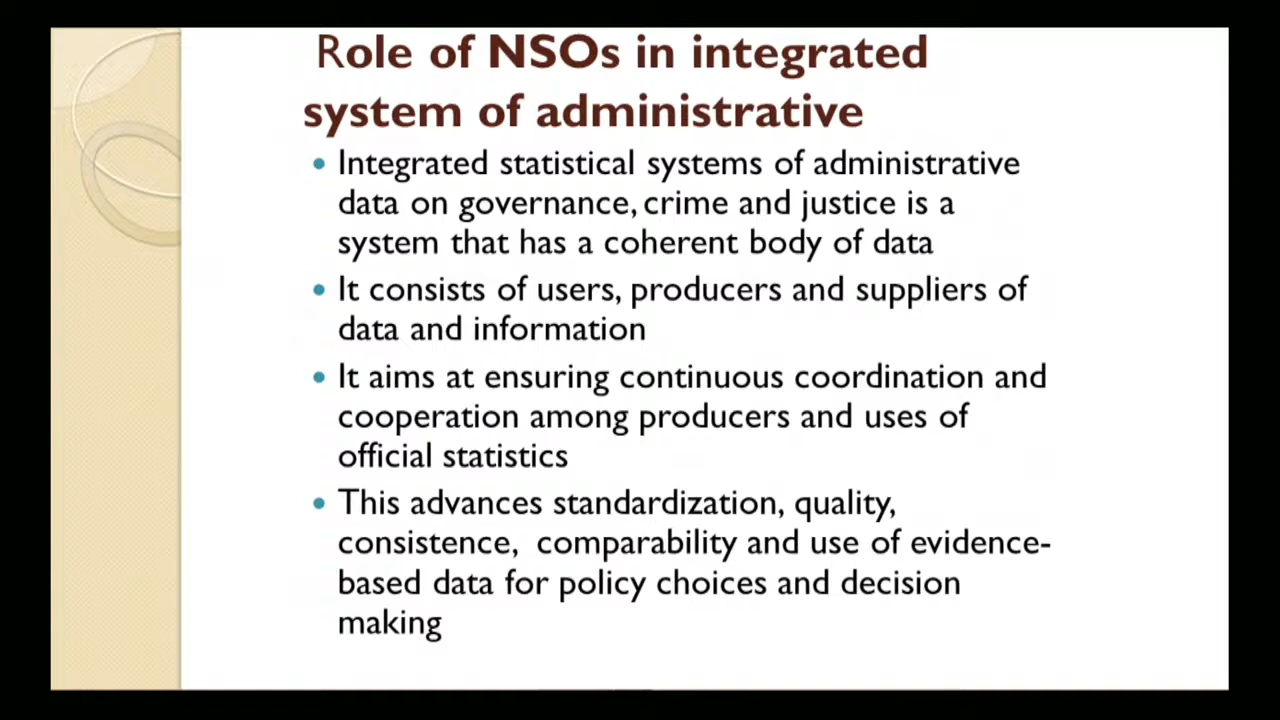 Role of NSOs in integrated
system of administrative
• Integrated statistical systems of administrative
data on governance, crime and justice is a
system that has a coherent body of data
• It consists of users, producers and suppliers of
data and information
• It aims at ensuring continuous coordination and
cooperation among producers and uses of
official statistics
• This advances standardization, quality,
consistence, comparability and use of evidence-
based data for policy choices and decision
making